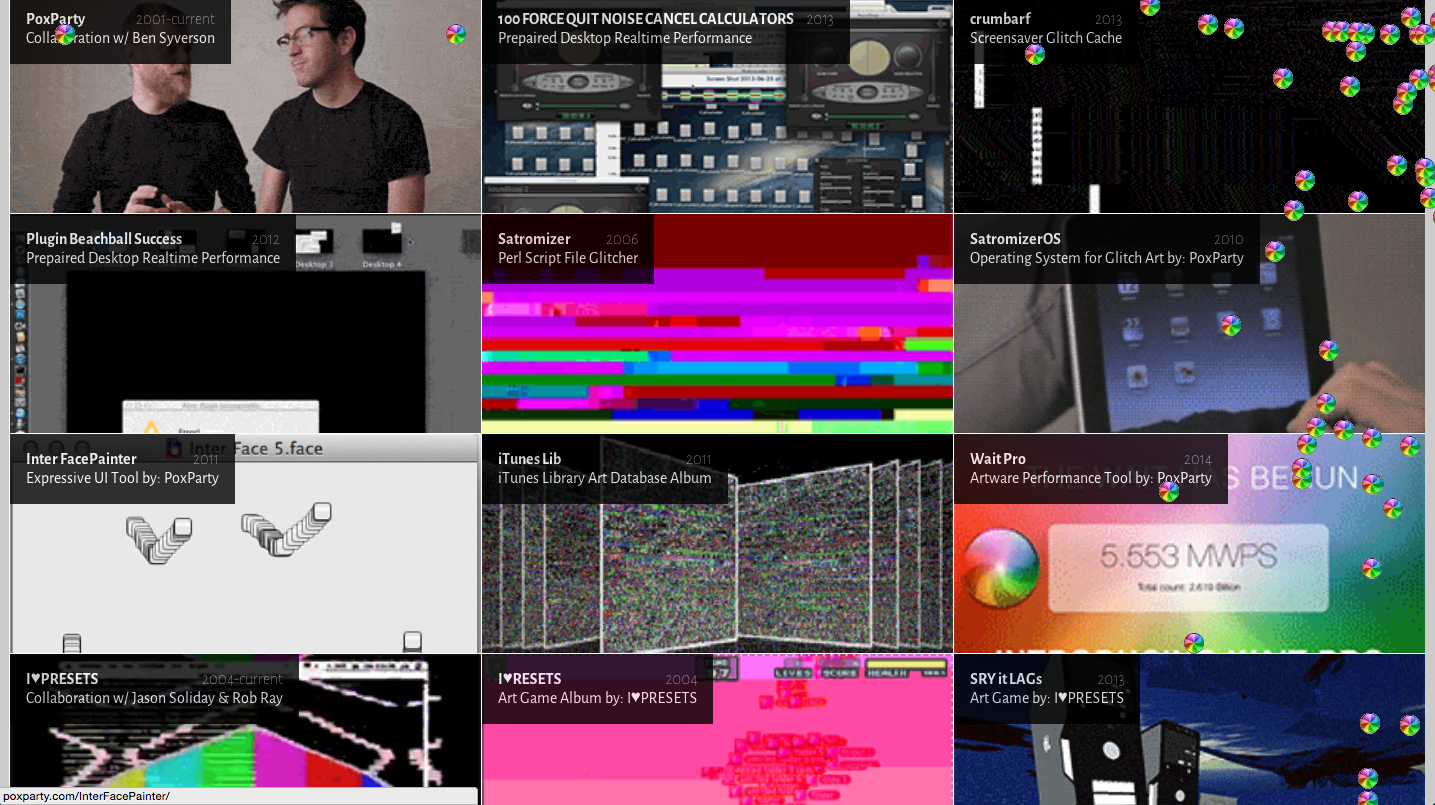 PoxParty 2001-current
Collaboration w/ Ben Syverson
100 FORCE QUIT NOISE CANCEL CALCULATORS 2013
Prepaired Desktop Realtime Performance
crumbarf 2013
Screensaver Glitch Cache
Plugin Beachball Success 2012
Prepaired Desktop Realtime Performance
Desktop 3 Desktop 4
Satromizer 2006
Perl Script File Glitcher
SatromizerOS 2010
Operating System for Glitch Art by: PoxParty
Inter FacePainter 2011
Expressive UI Tool by: PoxParty
Inter Face 5.face
iTunes Lib 2011
iTunes Library Art Database Album
Wait Pro 2014
Artware Performance Tool by: PoxParty
S BEGUN
5.553 MWPS
Total count: 2.619 Billion
INTRODUCING WAIT PRO
I♥PRESETS 2004-current
Collaboration w/ Jason Soliday & Rob Ray
I♥RESETS 2004
Art Game Album by: I♥PRESETS
LIVES SCORE HEALTH
SRY it LAGs 2013
Art Game by: I♥PRESETS
poxparty.com/InterFacePainter/